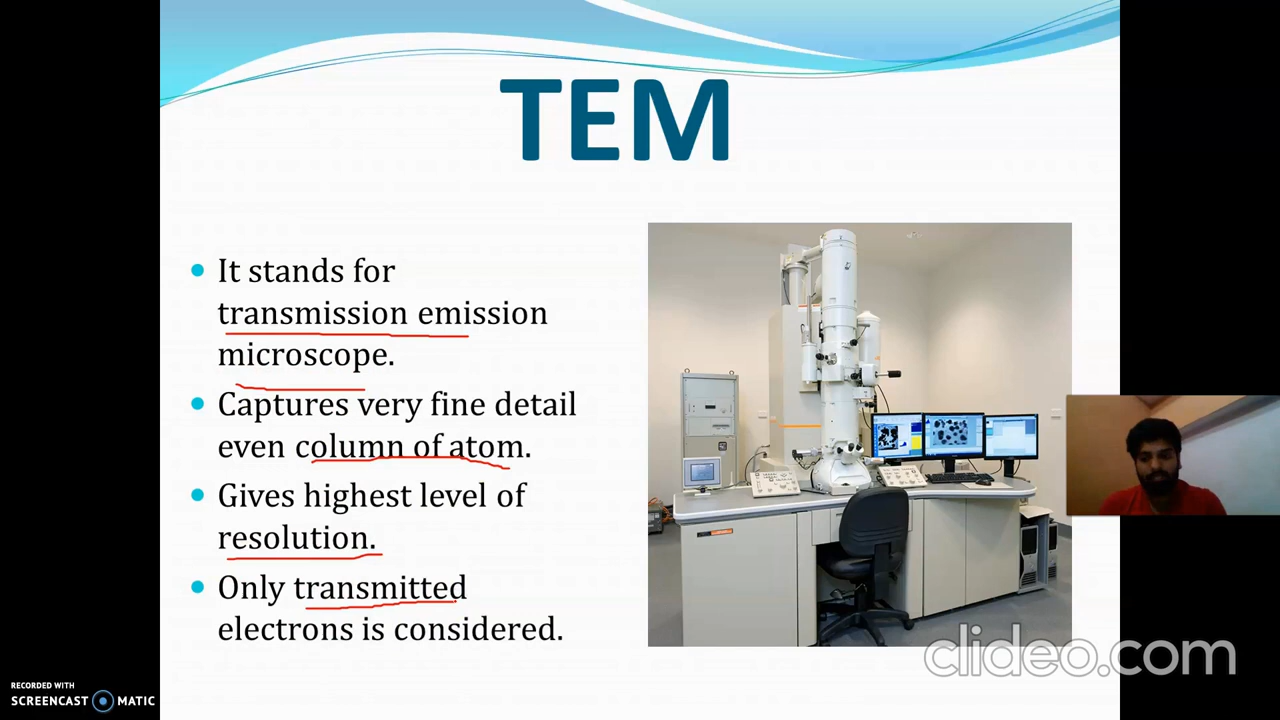 TEM
• It stands for
transmission emission
microscope.
• Captures very fine detail
even column of atom.
• Gives highest level of
resolution.
• Only transmitted
electrons is considered.
clideo.com
RECORDED WITH
SCREENCAST MATIC